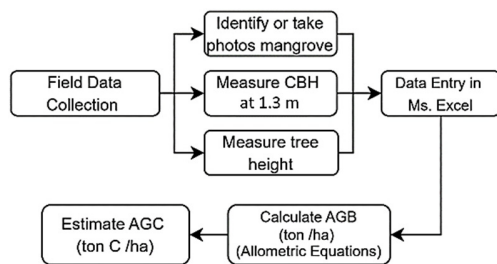 Identify or take
photos mangrove
Field Data
Collection
Measure CBH
at 1.3 m
Data Entry in
Ms. Excel
Measure tree
height
Estimate AGC
(ton C /ha)
Calculate AGB
(ton /ha)
(Allometric Equations)